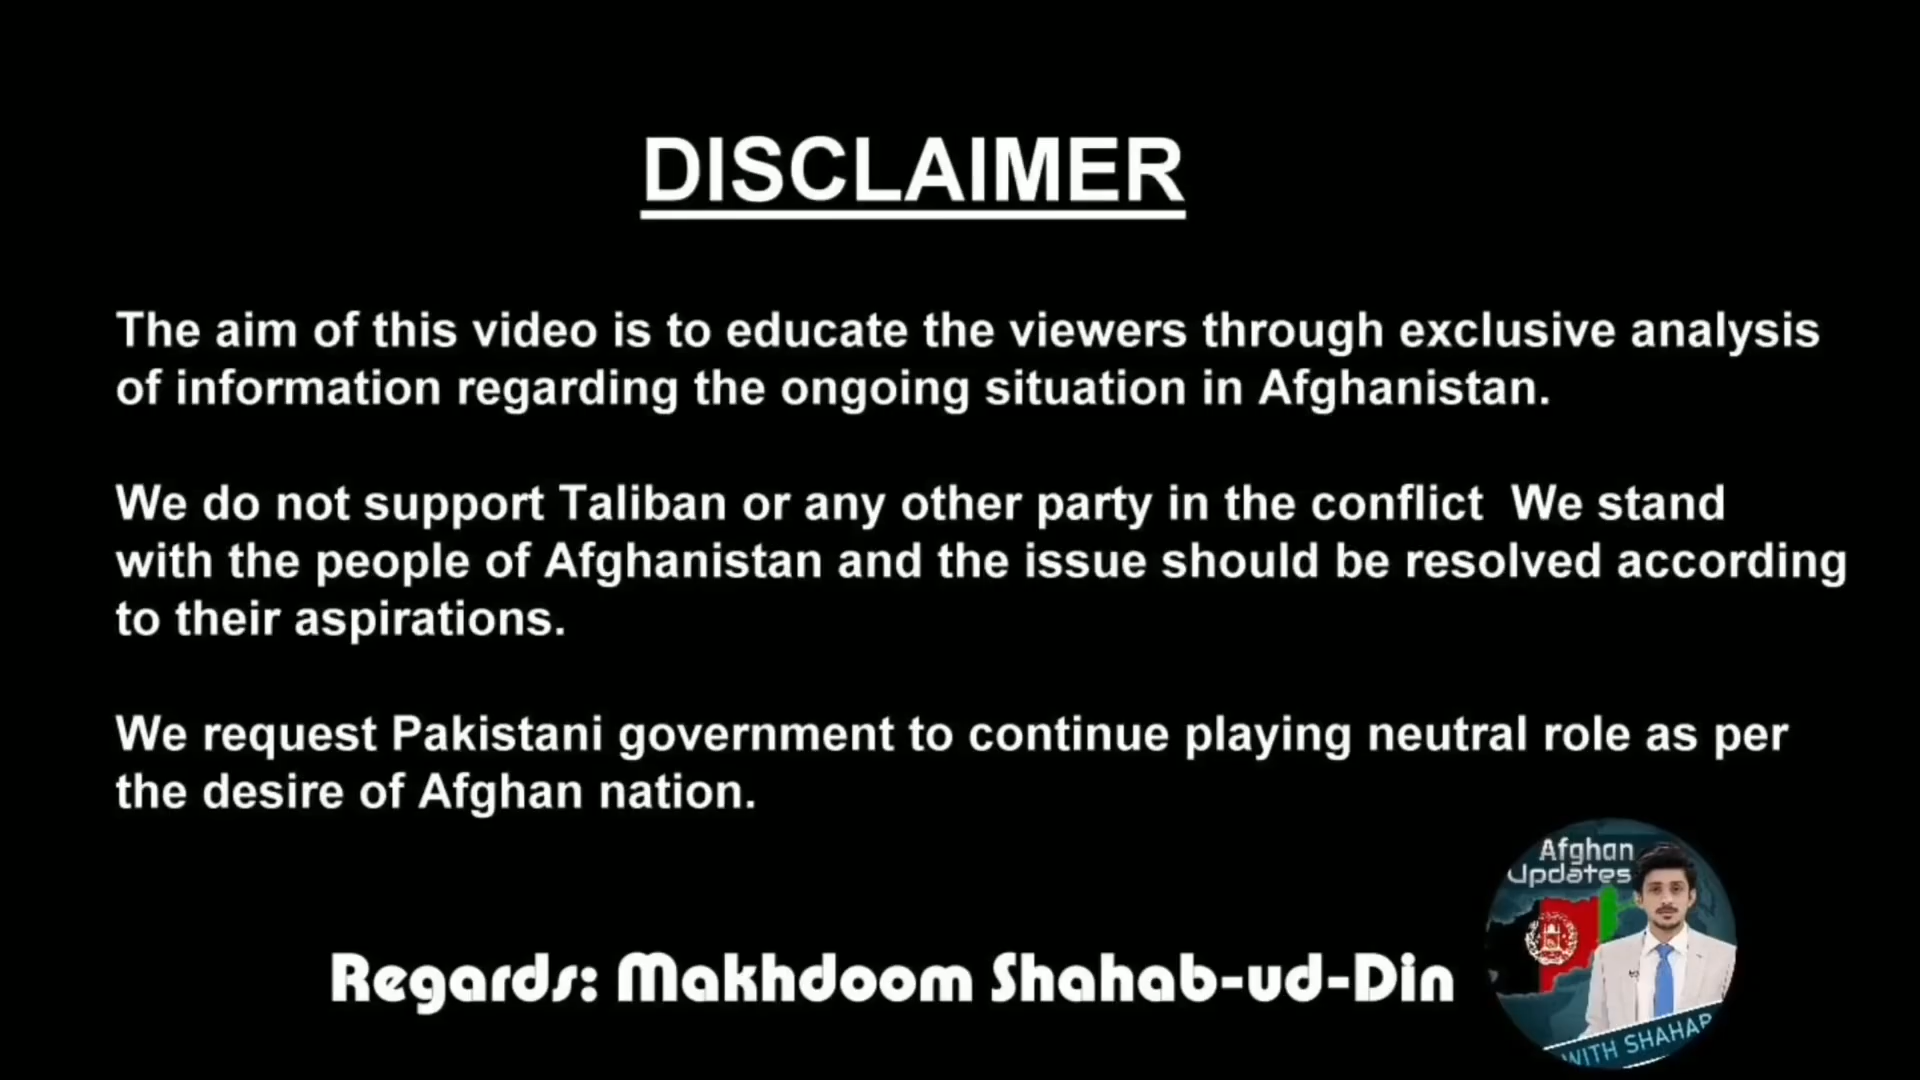 DISCLAIMER
The aim of this video is to educate the viewers through exclusive analysis
of information regarding the ongoing situation in Afghanistan.
We do not support Taliban or any other party in the conflict  We stand
with the people of Afghanistan and the issue should be resolved according
to their aspirations.
We request Pakistani government to continue playing neutral role as per
the desire of Afghan nation.
Afghan
Updates
Regards: Makhdoom Shahab-ud-Din
WITH SHAHAB